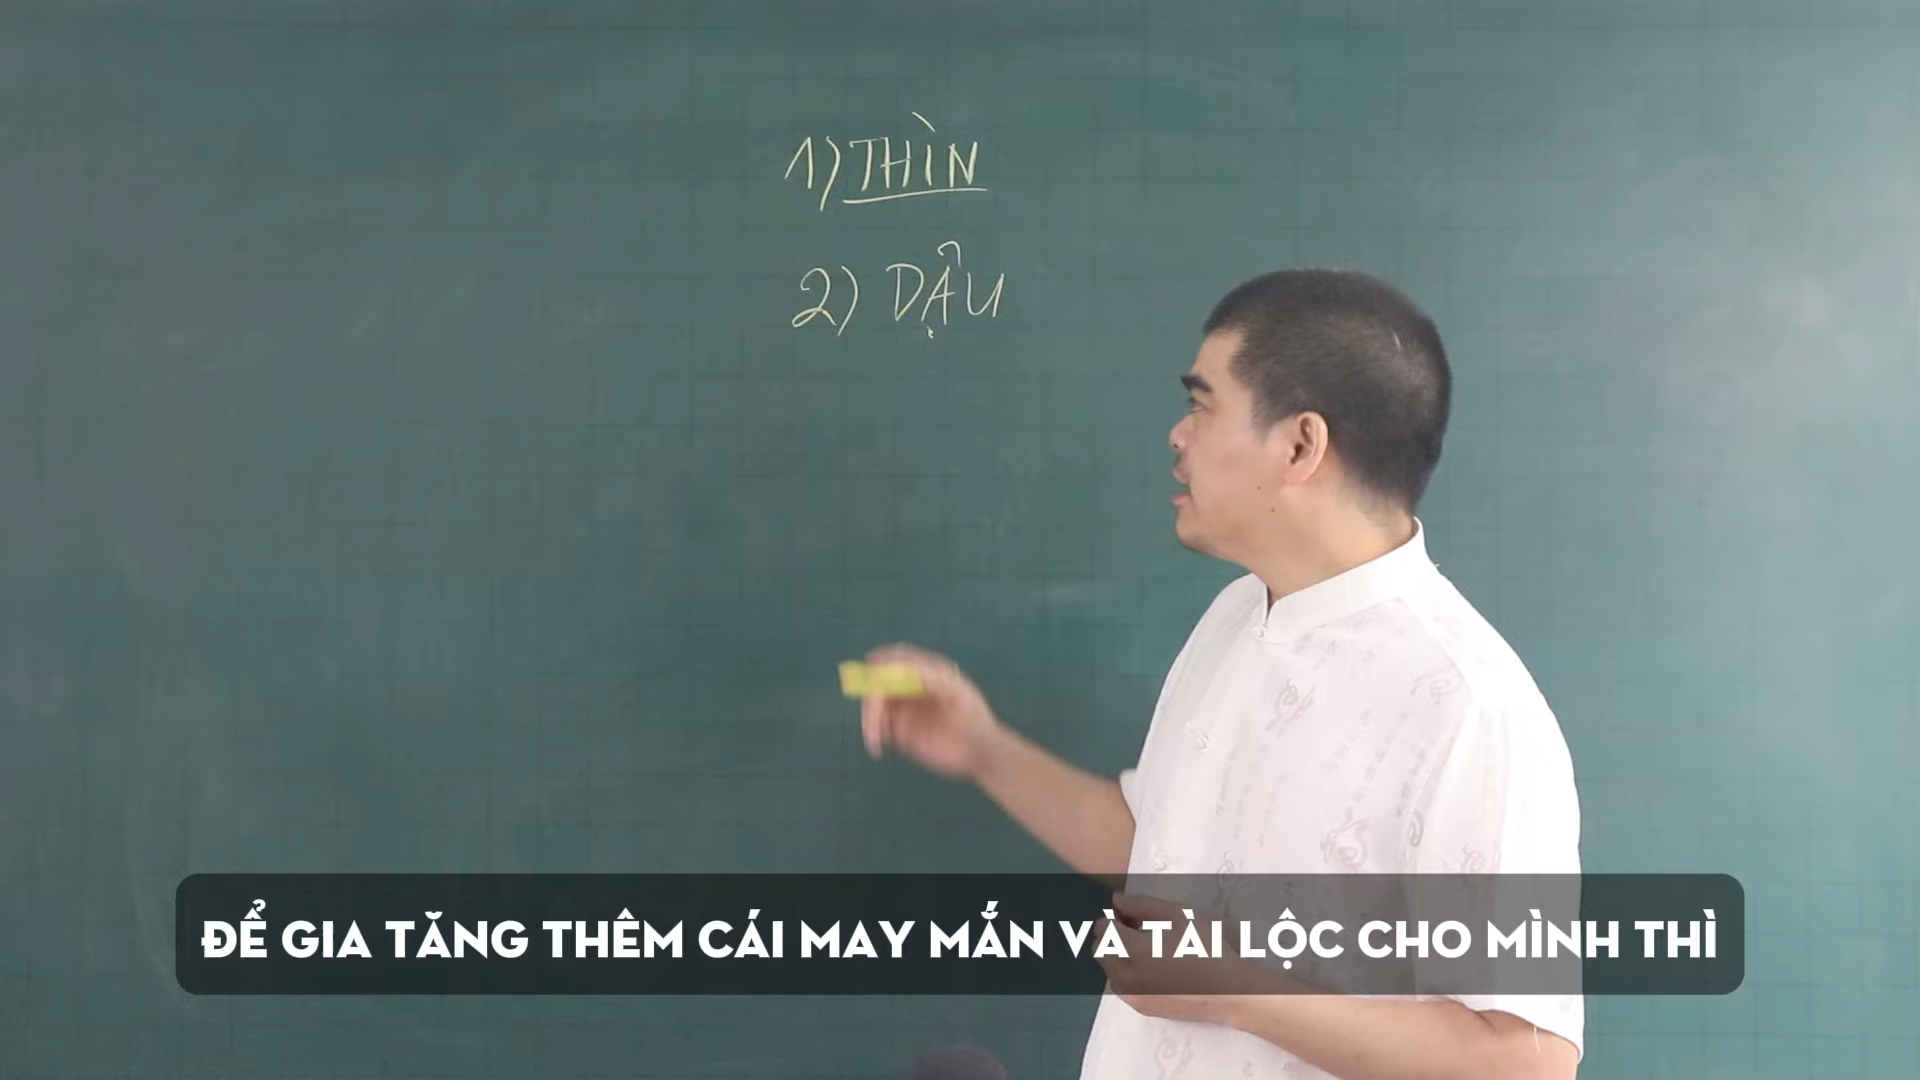 1) THÌN
2) DẬU
ĐỂ GIA TĂNG THÊM CÁI MAY MẮN VÀ TÀI LỘC CHO MÌNH THÌ